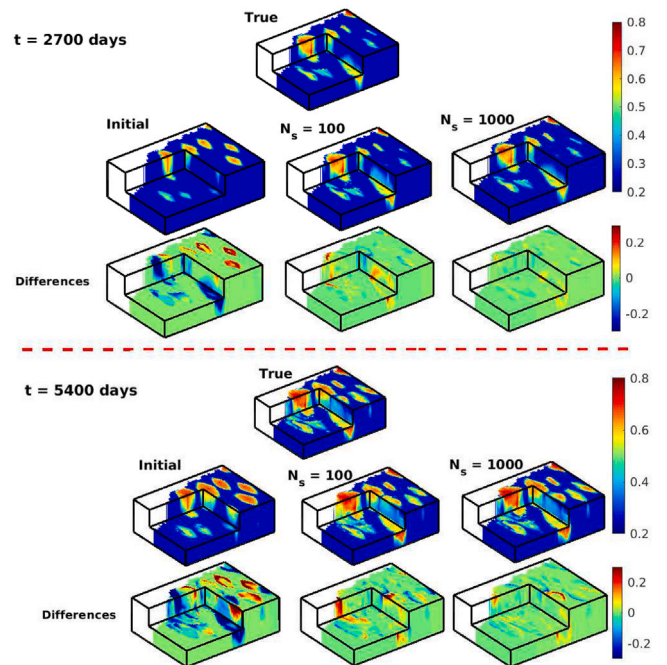 True
t = 2700 days
0.8
0.7
0.6
0.5
0.4
0.3
0.2
Initial
N_s = 100
N_s = 1000
Differences
0.2
0
-0.2
True
t = 5400 days
0.8
0.6
0.4
0.2
Initial
N_s = 100
N_s = 1000
Differences
0.2
0
-0.2